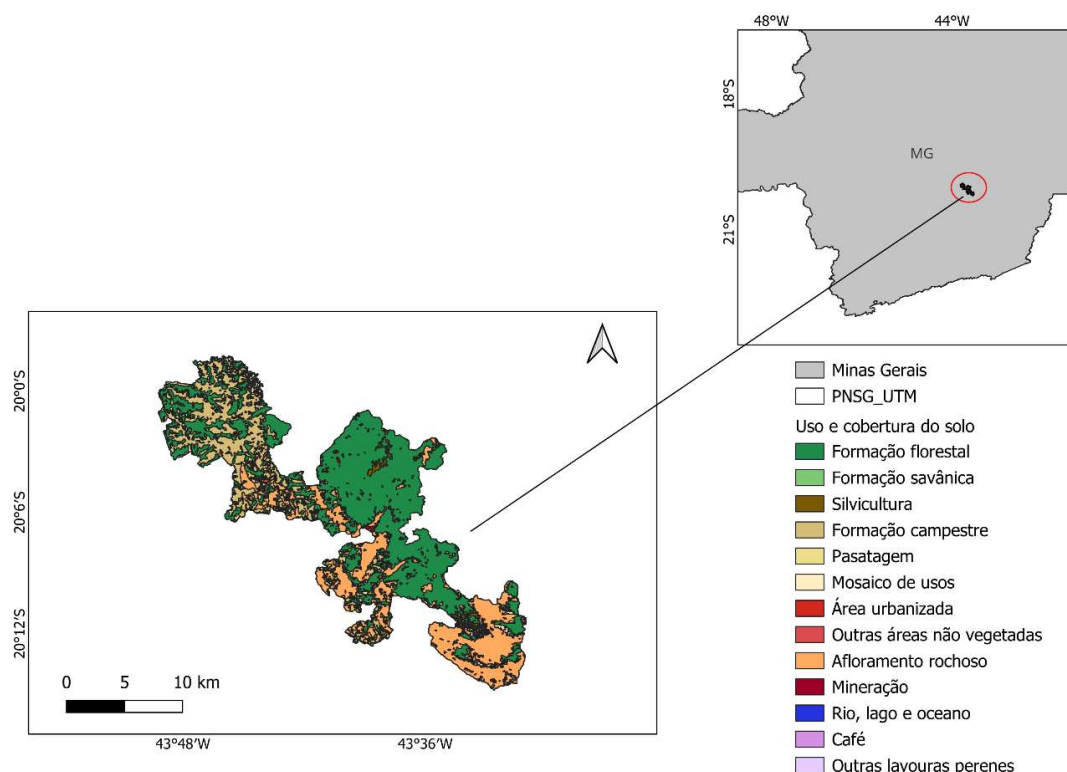 48°W 44°W
18°S
21°S
MG
20°0'S
20°6'S
20°12'S
0 5 10 km
43°48'W 43°36'W
Minas Gerais
PNSG_UTM
Uso e cobertura do solo
Formação florestal
Formação savânica
Silvicultura
Formação campestre
Pasatagem
Mosaico de usos
Área urbanizada
Outras áreas não vegetadas
Afloramento rochoso
Mineração
Rio, lago e oceano
Café
Outras lavouras perenes